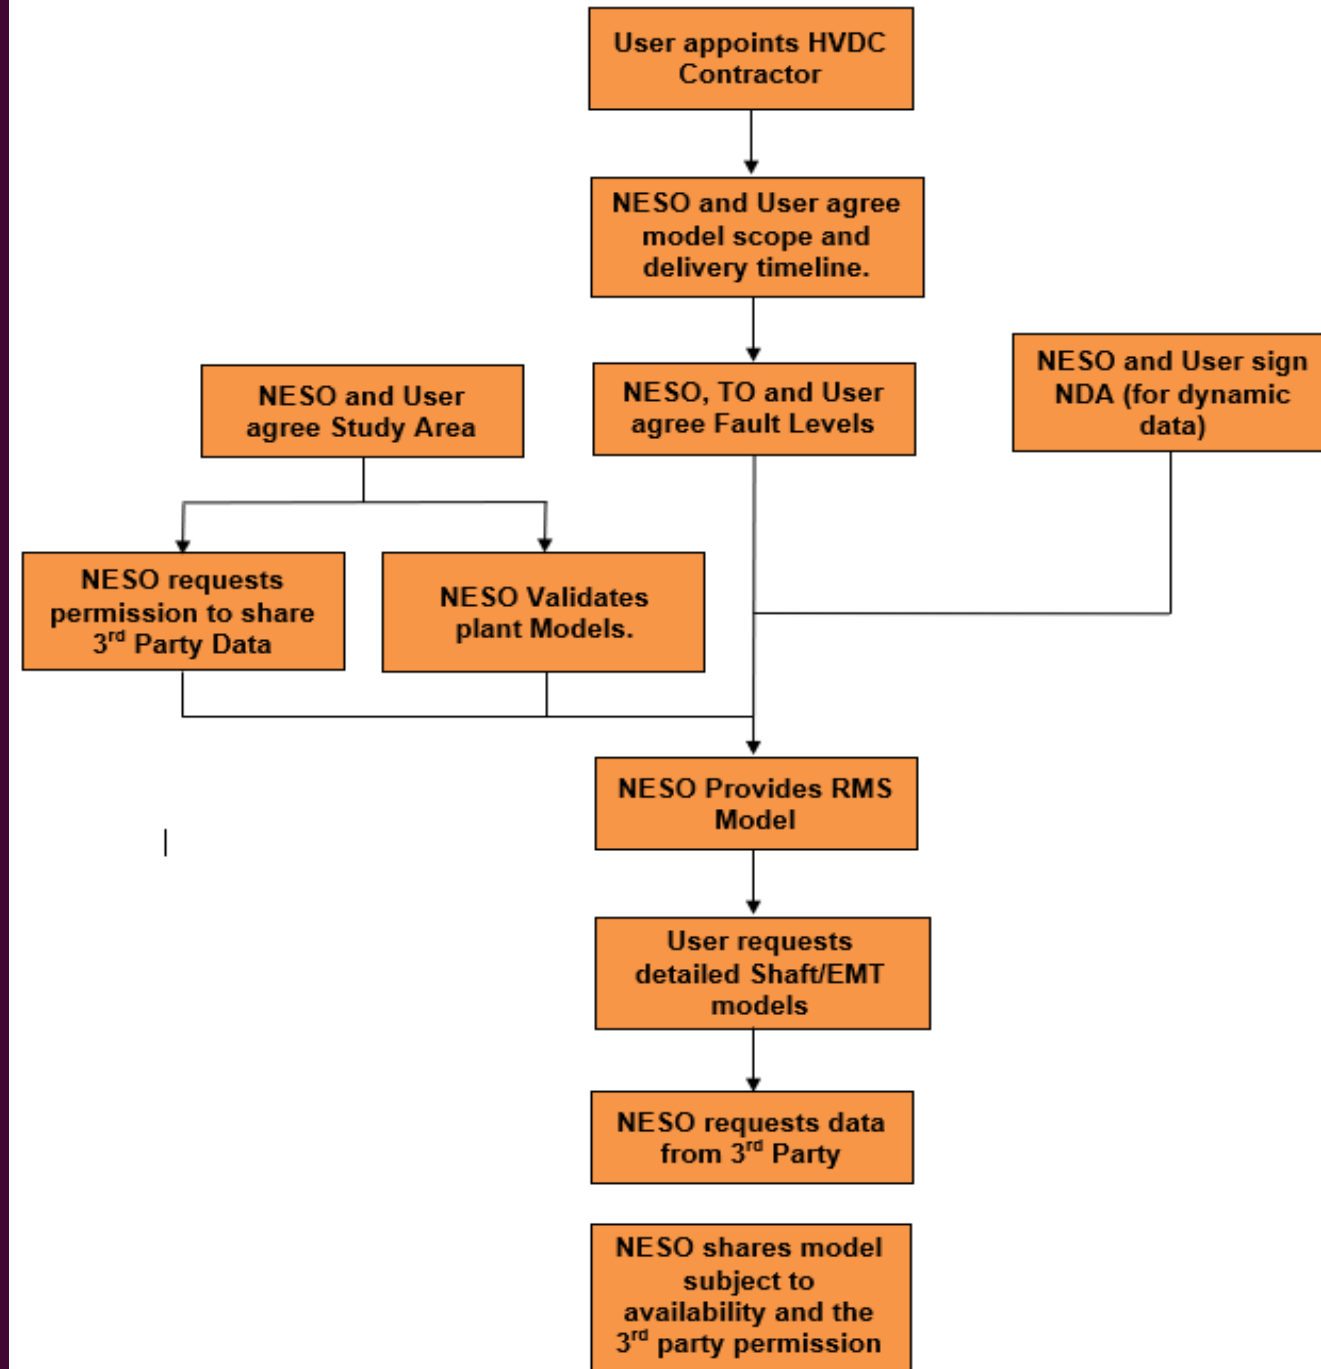 User appoints HVDC
Contractor
NESO and User agree
model scope and
delivery timeline.
NESO and User
agree Study Area
NESO, TO and User
agree Fault Levels
NESO and User sign
NDA (for dynamic
data)
NESO requests
permission to share
3rd Party Data
NESO Validates
plant Models.
NESO Provides RMS
Model
User requests
detailed Shaft/EMT
models
NESO requests data
from 3rd Party
NESO shares model
subject to
availability and the
3rd party permission